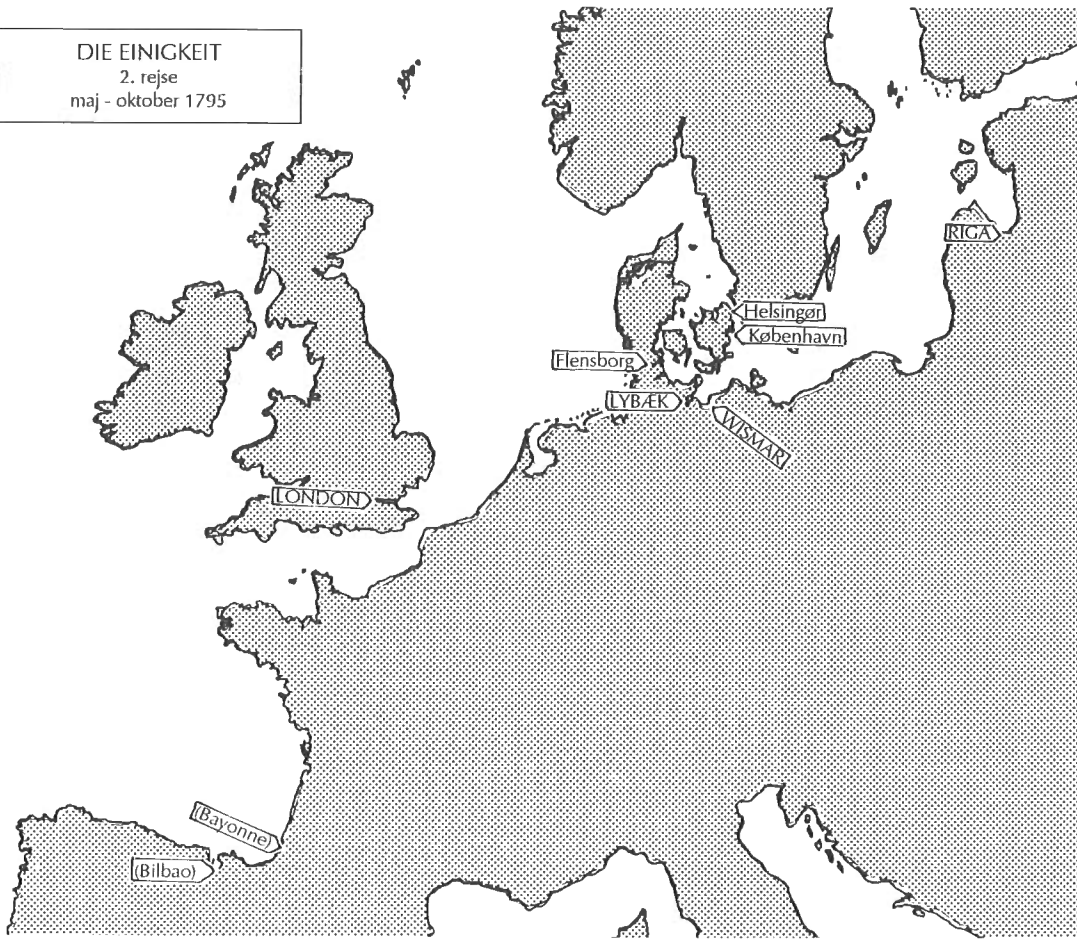 DIE EINIGKEIT
2. rejse
maj - oktober 1795
RIGA
Helsingør
København
Flensborg
LYBÆK
WISMAR
LONDON
(Bayonne)
(Bilbao)